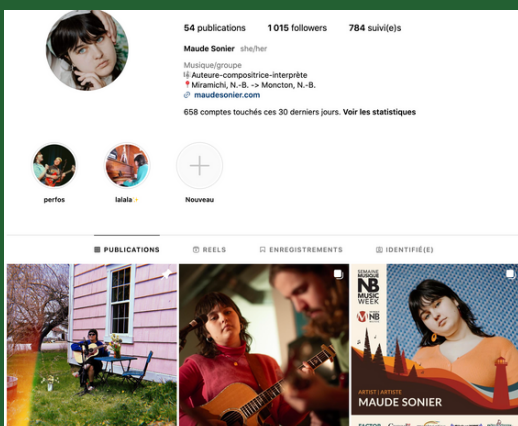 54 publications 1 015 followers 784 suivi(e)s
Maude Sonier she/her
Musique/groupe
Auteure-compositrice-interprète
Miramichi, N.-B. -> Moncton, N.-B.
maudesonier.com
658 comptes touchés ces 30 derniers jours. Voir les statistiques
perfos lalala Nouveau
PUBLICATIONS REELS ENREGISTREMENTS IDENTIFIÉ(E)
SEMAINE
MUSIQUE
NB
MUSIC
WEEK
NB
ARTIST | ARTISTE
MAUDE SONIER
FACTOR